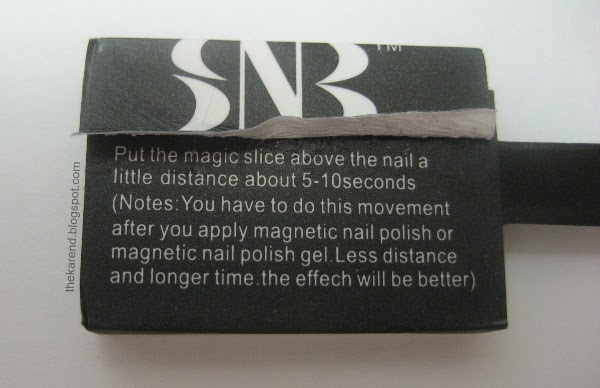 SNB™
Put the magic slice above the nail a
little distance about 5-10seconds
(Notes:You have to do this movement
after you apply magnetic nail polish or
magnetic nail polish gel.Less distance
and longer time.the effech will be better)
thekarend.blogspot.com